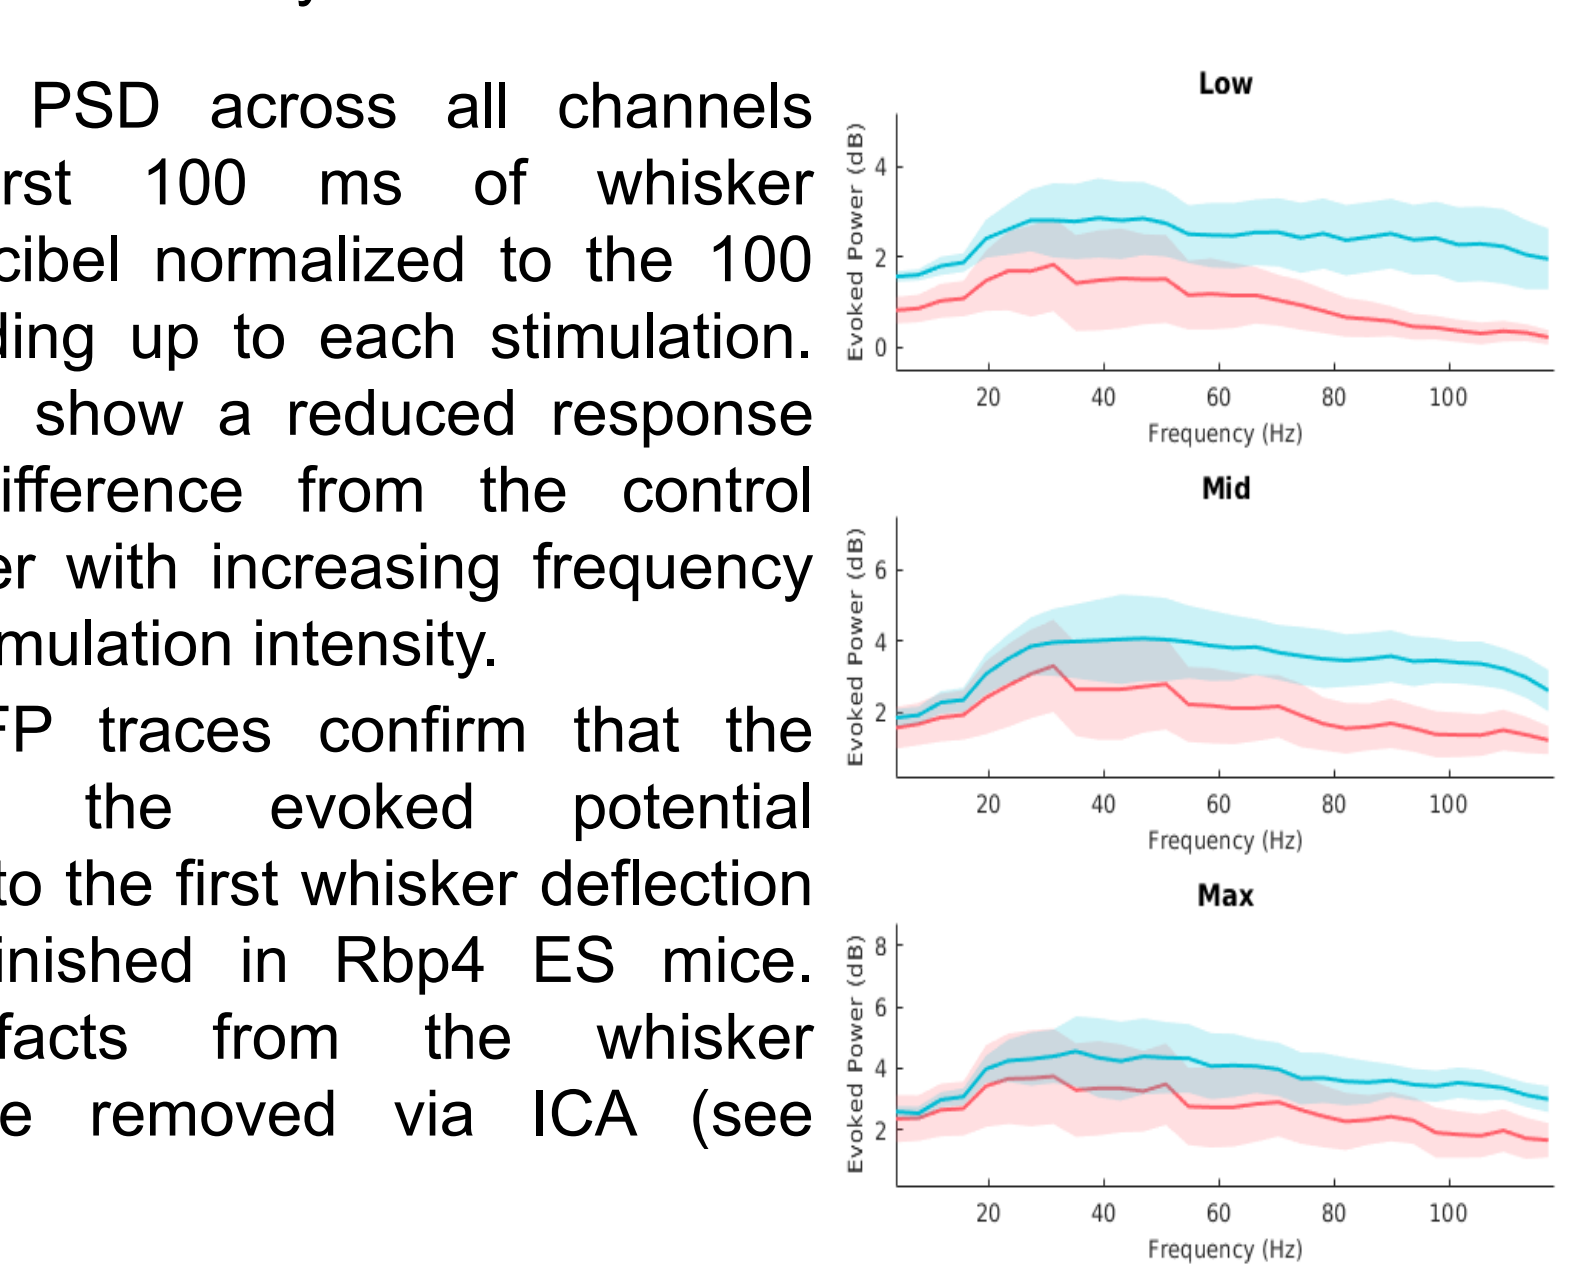 PSD across all channels
rst 100 ms of whisker
cibel normalized to the 100
ding up to each stimulation.
show a reduced response
ifference from the control
er with increasing frequency
mulation intensity.
FP traces confirm that the
the evoked potential
to the first whisker deflection
inished in Rbp4 ES mice.
facts from the whisker
e removed via ICA (see
Low
Evoked Power (dB)
4
2
0
20 40 60 80 100
Frequency (Hz)
Mid
Evoked Power (dB)
6
4
2
20 40 60 80 100
Frequency (Hz)
Max
Evoked Power (dB)
8
6
4
2
20 40 60 80 100
Frequency (Hz)